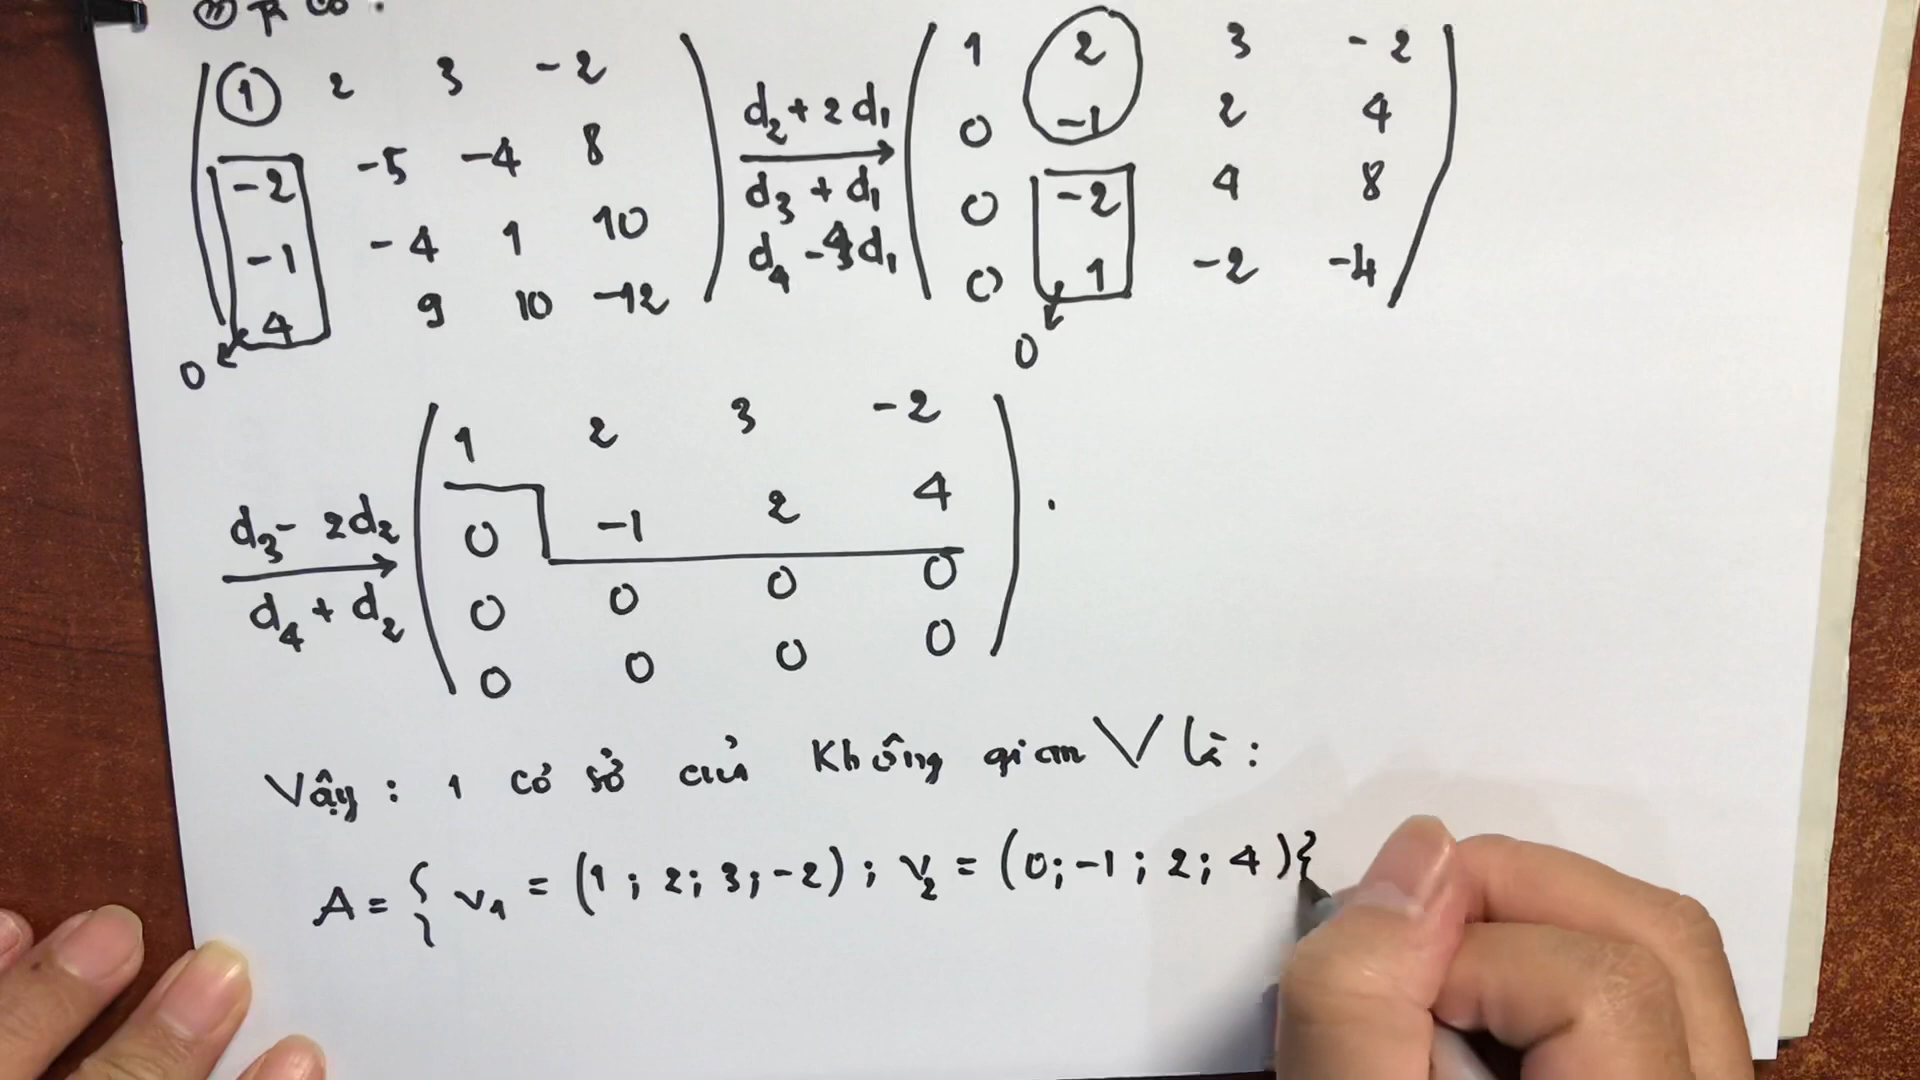 ( 1 2 3 -2 ) d₂ + 2d₁ ( 1 2 3 -2 )
-2 -5 -4 8 0 -1 2 4
-1 -4 1 10 d₃ + d₁ 0 -2 4 8
4 9 10 -12 d₄ - 4d₁ 0 1 -2 -4
0 0
( 1 2 3 -2 )
d₃ - 2d₂ 0 -1 2 4 .
d₄ + d₂ 0 0 0 0
0 0 0 0
Vậy : 1 cơ sở của Không gian V là :
A = { v₁ = (1 ; 2 ; 3 ; -2) ; v₂ = (0 ; -1 ; 2 ; 4) }